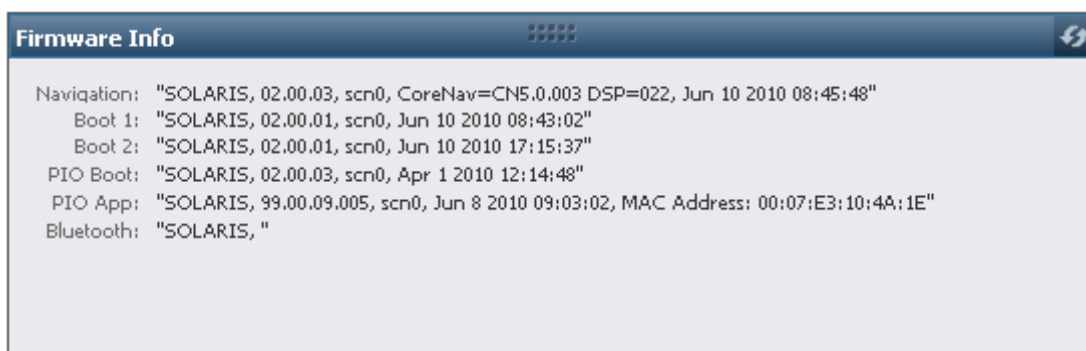 Firmware Info
Navigation: "SOLARIS, 02.00.03, scn0, CoreNav=CN5.0.003 DSP=022, Jun 10 2010 08:45:48"
Boot 1: "SOLARIS, 02.00.01, scn0, Jun 10 2010 08:43:02"
Boot 2: "SOLARIS, 02.00.01, scn0, Jun 10 2010 17:15:37"
PIO Boot: "SOLARIS, 02.00.03, scn0, Apr 1 2010 12:14:48"
PIO App: "SOLARIS, 99.00.09.005, scn0, Jun 8 2010 09:03:02, MAC Address: 00:07:E3:10:4A:1E"
Bluetooth: "SOLARIS, "